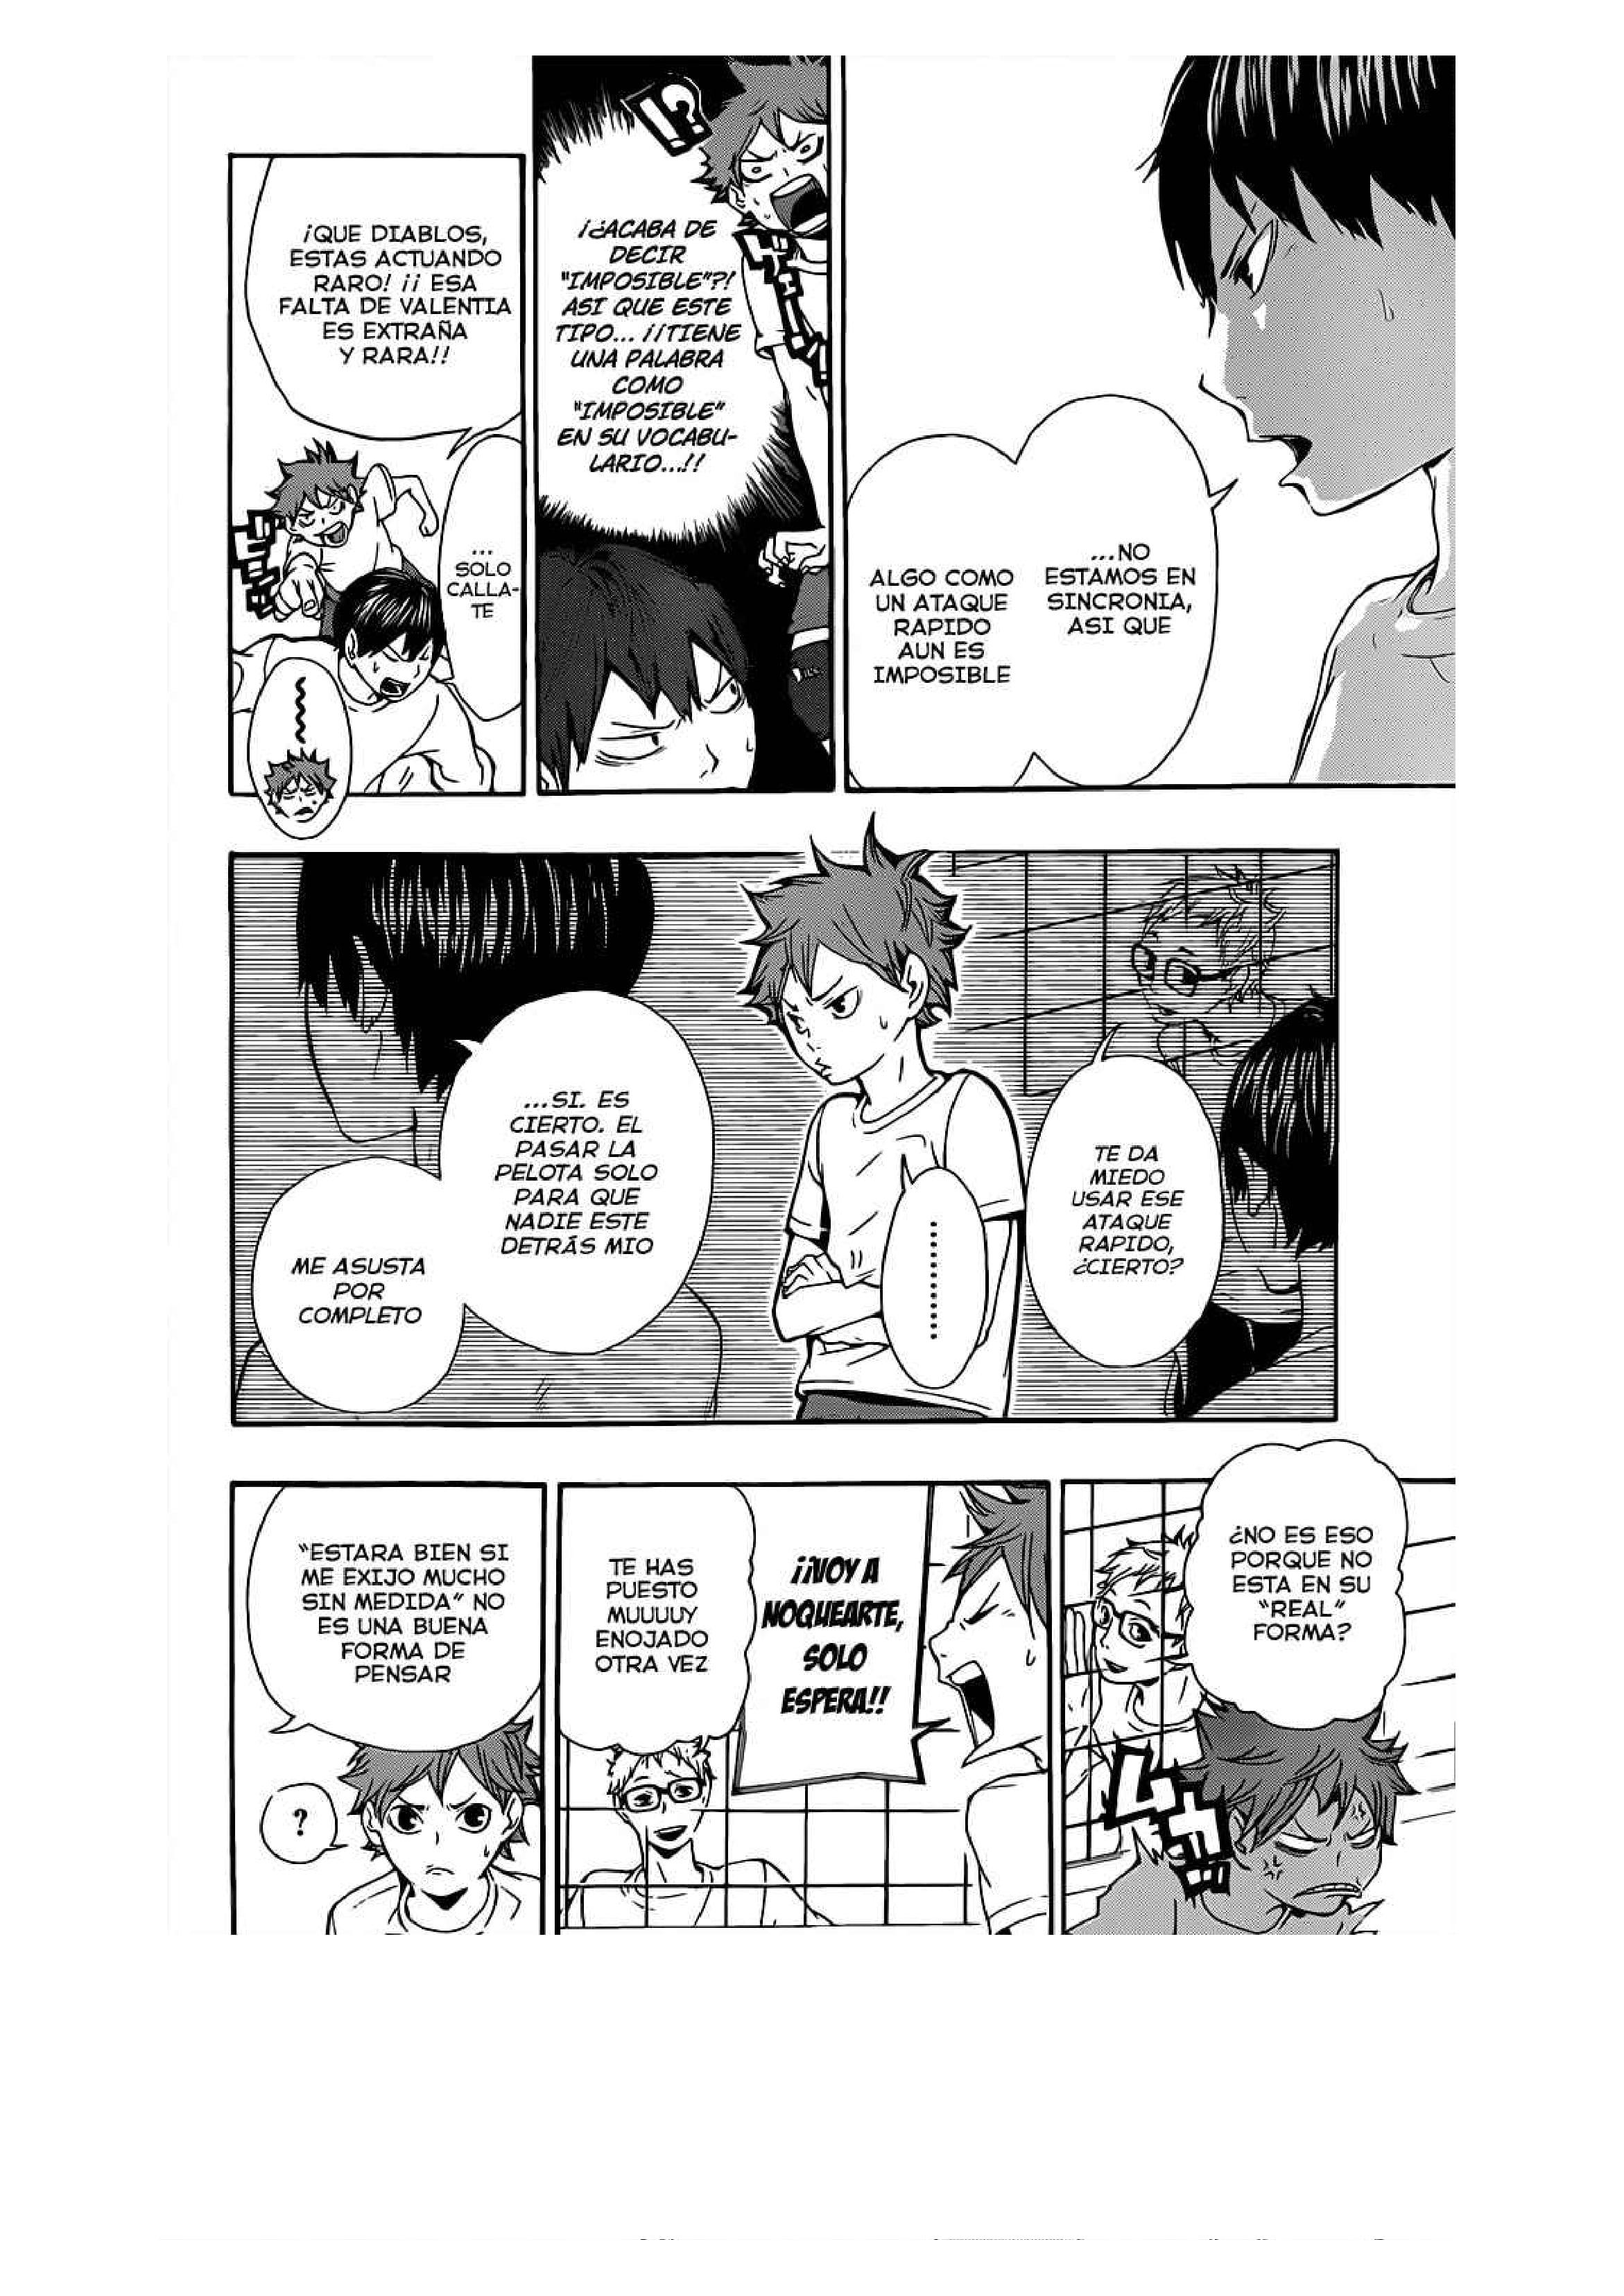 ...NO
ESTAMOS EN
SINCRONIA,
ASI QUE
ALGO COMO
UN ATAQUE
RAPIDO
AUN ES
IMPOSIBLE
!?
¡¿ACABA DE
DECIR
"IMPOSIBLE"?!
ASI QUE ESTE
TIPO... ¡¡TIENE
UNA PALABRA
COMO
"IMPOSIBLE"
EN SU VOCABU-
LARIO...!!
¡QUE DIABLOS,
ESTAS ACTUANDO
RARO! ¡¡ ESA
FALTA DE VALENTIA
ES EXTRAÑA
Y RARA!!
...
SOLO
CALLA-
TE
TE DA
MIEDO
USAR ESE
ATAQUE
RAPIDO,
¿CIERTO?
..........
...SI. ES
CIERTO. EL
PASAR LA
PELOTA SOLO
PARA QUE
NADIE ESTE
DETRÁS MIO
ME ASUSTA
POR
COMPLETO
¿NO ES ESO
PORQUE NO
ESTA EN SU
"REAL"
FORMA?
ムカッ!!
¡¡VOY A
NOQUEARTE,
SOLO
ESPERA!!
TE HAS
PUESTO
MUUUUY
ENOJADO
OTRA VEZ
"ESTARA BIEN SI
ME EXIJO MUCHO
SIN MEDIDA" NO
ES UNA BUENA
FORMA DE
PENSAR
?